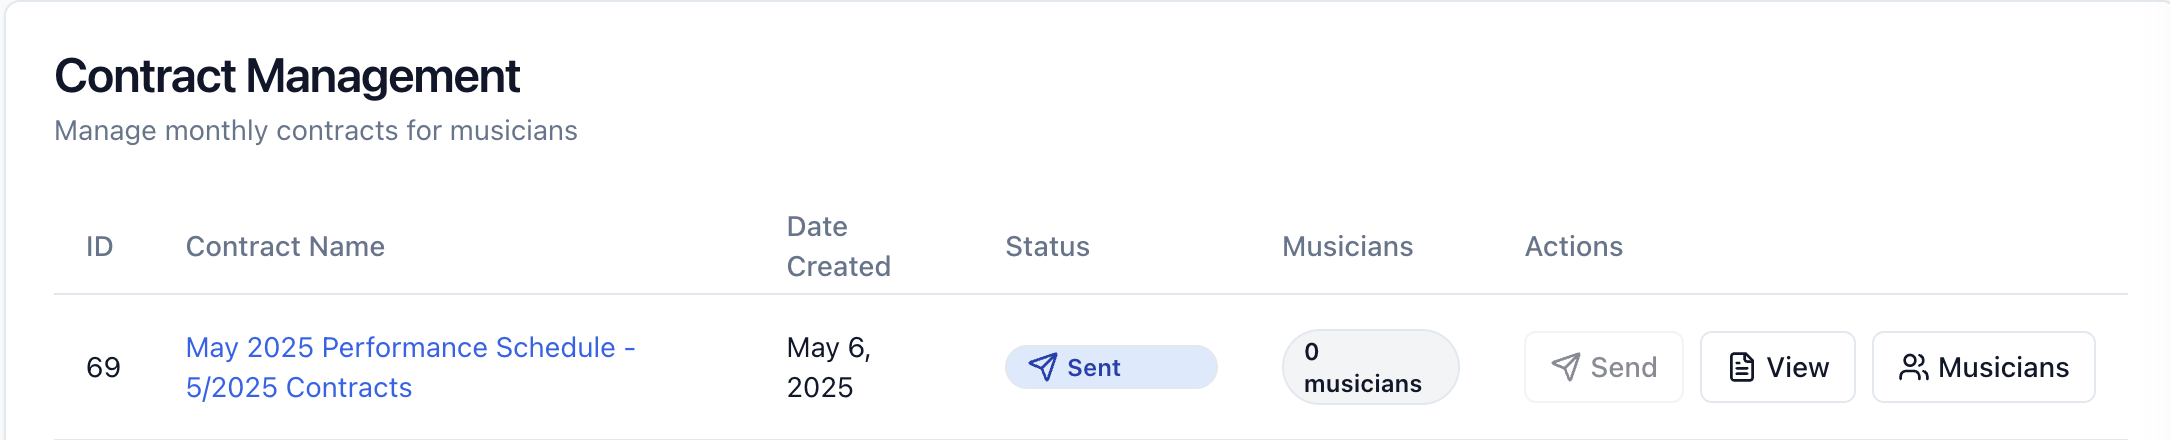 Contract Management
Manage monthly contracts for musicians
ID
Contract Name
Date
Created
Status
Musicians
Actions
69
May 2025 Performance Schedule -
5/2025 Contracts
May 6,
2025
Sent
0
musicians
Send
View
Musicians